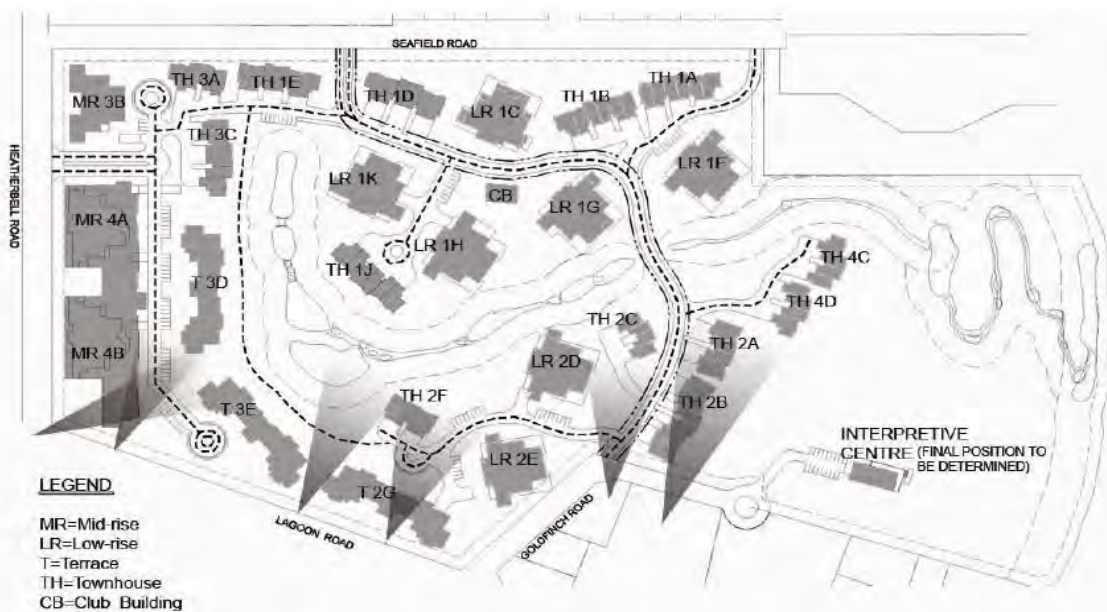 SEAFIELD ROAD
MR 3B
TH 3A
TH 1E
TH 1D
LR 1C
TH 1B
TH 1A
TH 3C
HEATHERBELL ROAD
LR 1K
CB
LR 1G
LR 1F
MR 4A
T 3D
TH 1J
LR 1H
TH 4C
TH 4D
MR 4B
TH 2C
TH 2A
LR 2D
T 3E
TH 2F
TH 2B
LR 2E
T 2G
LAGOON ROAD
GOLDFINCH ROAD
INTERPRETIVE
CENTRE (FINAL POSITION TO
BE DETERMINED)
LEGEND
MR=Mid-rise
LR=Low-rise
T=Terrace
TH=Townhouse
CB=Club Building